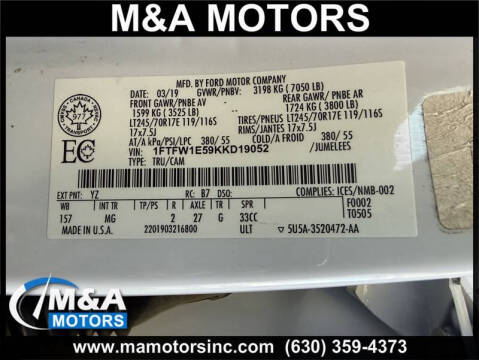 M&A MOTORS
MFD. BY FORD MOTOR COMPANY
03/19 GVWR/PNBV: 3198 KG ( 7050 LB)
FRONT GAWR/PNBE AV REAR GAWR/PNBE AR
1599 KG ( 3525 LB) 1724 KG ( 3800 LB)
LT245/70R17E 119/116S TIRES/PNEUS LT245/70R17E 119/116S
17x7.5J RIMS/JANTES 17x7.5J
AT/A kPa/PSI/LPC 380/ 55 COLD/A FROID 380/ 55
VIN: 1FTFW1E59KKD19052 /JUMELEES
TYPE: TRU/CAM
CANADA
977
EC
EXT PNT: YZ RC: B7 DSO: COMPLIES: ICES/NMB-002
WB INT TR TP/PS R AXLE TR SPR F0002
157 MG 2 27 G 33CC T0505
MADE IN U.S.A. 2201903216800 ULT 5U5A-3520472-AA
M&A
MOTORS
www.mamotorsinc.com (630) 359-4373